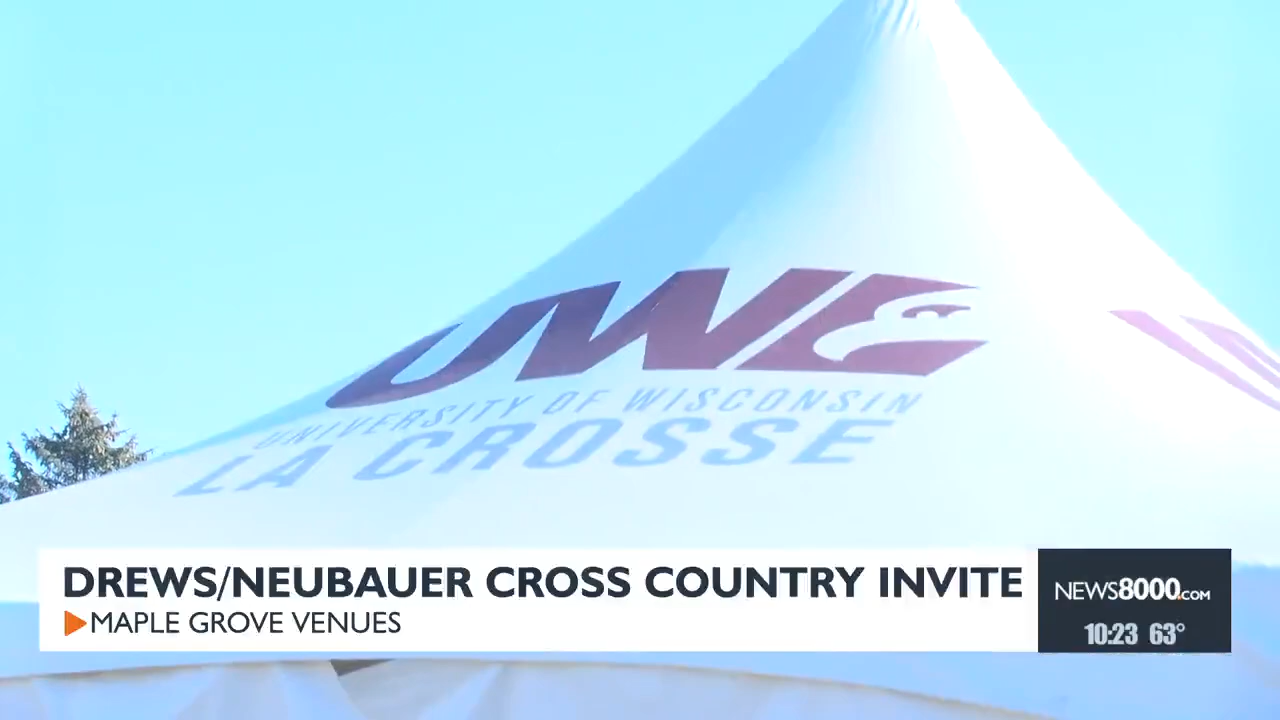 UWL
UNIVERSITY OF WISCONSIN
LA CROSSE
DREWS/NEUBAUER CROSS COUNTRY INVITE
MAPLE GROVE VENUES
NEWS8000.COM
10:23 63°